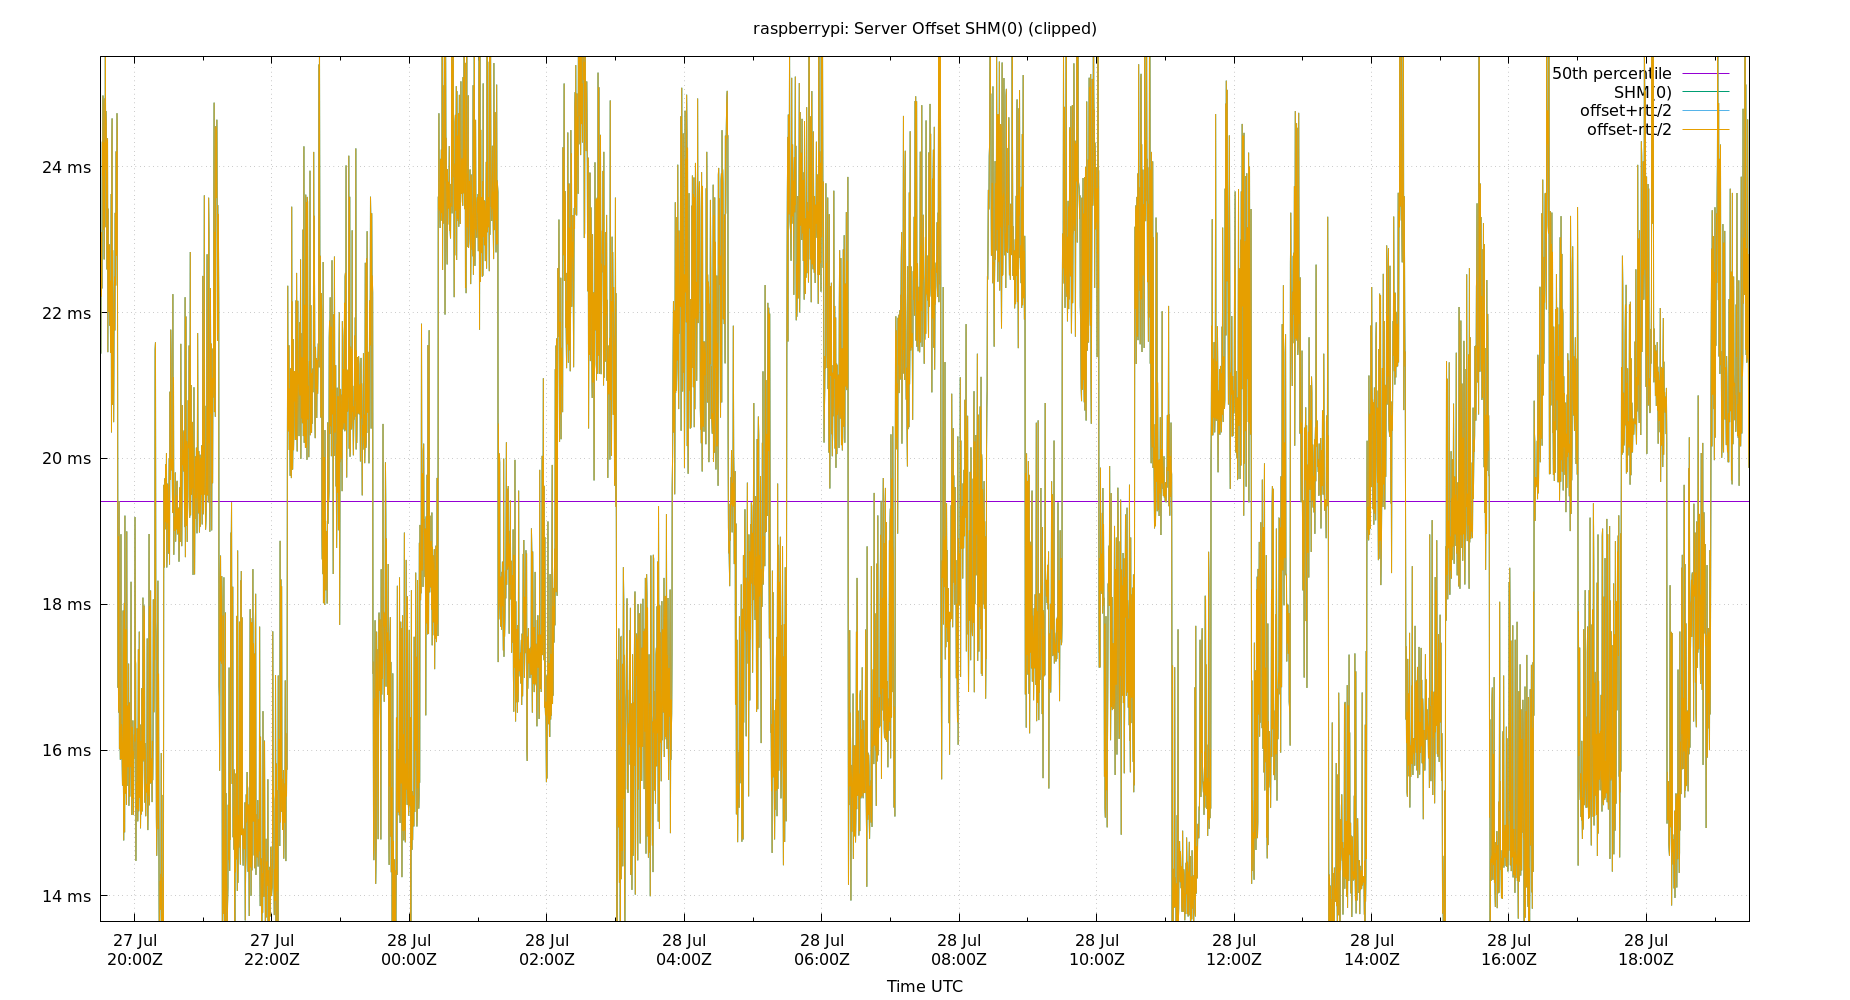 raspberrypi: Server Offset SHM(0) (clipped)
50th percentile
SHM(0)
offset+rtt/2
offset-rtt/2
24 ms
22 ms
20 ms
18 ms
16 ms
14 ms
27 Jul 27 Jul 28 Jul 28 Jul 28 Jul 28 Jul 28 Jul 28 Jul 28 Jul 28 Jul 28 Jul 28 Jul
20:00Z 22:00Z 00:00Z 02:00Z 04:00Z 06:00Z 08:00Z 10:00Z 12:00Z 14:00Z 16:00Z 18:00Z
Time UTC